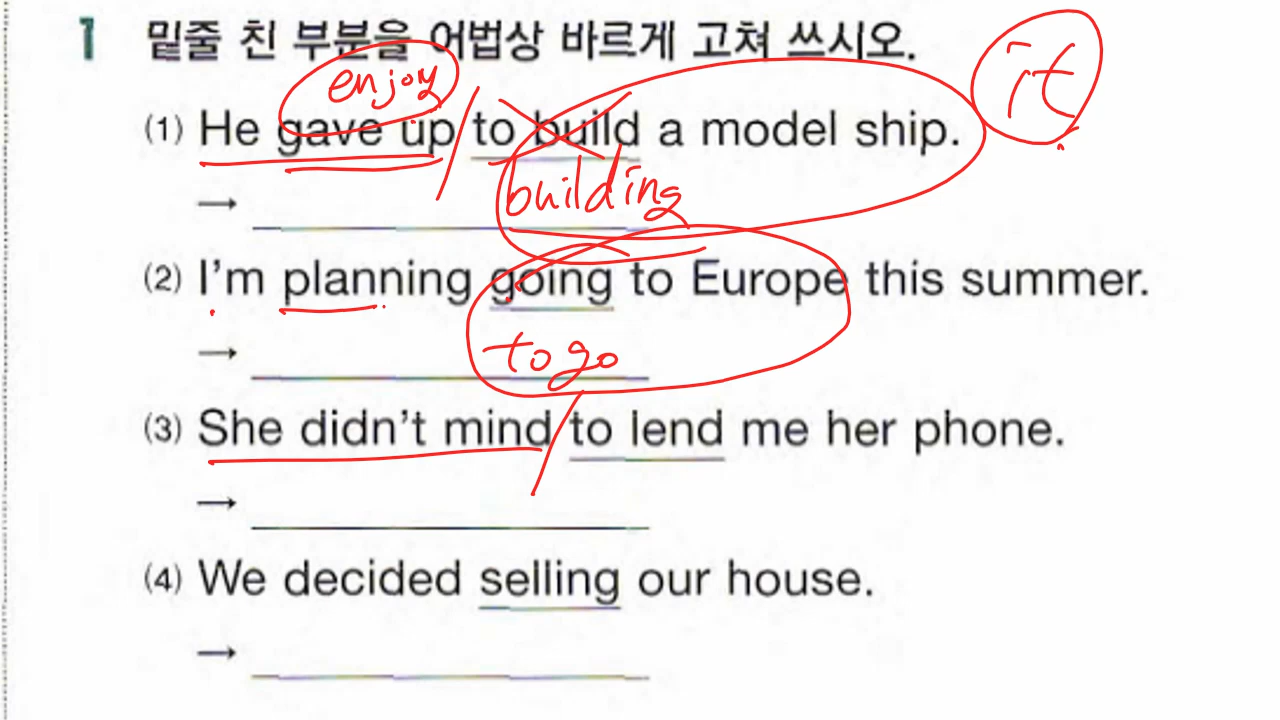 1 밑줄 친 부분을 어법상 바르게 고쳐 쓰시오.
enjoy
it
(1) He gave up to build a model ship.
→ building
(2) I'm planning going to Europe this summer.
→ to go
(3) She didn't mind to lend me her phone.
→
(4) We decided selling our house.
→